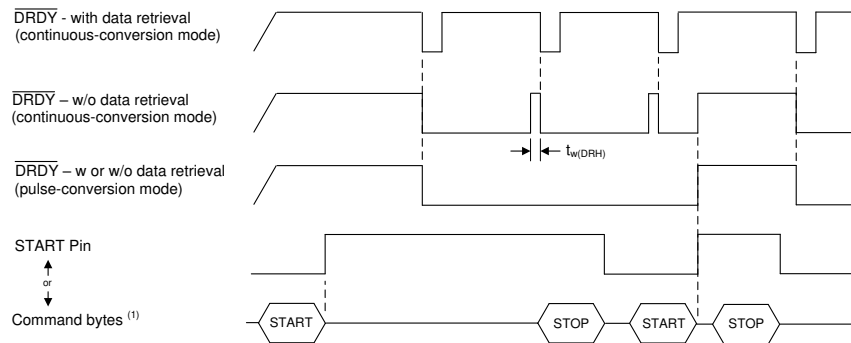 DRDY - with data retrieval
(continuous-conversion mode)
DRDY – w/o data retrieval
(continuous-conversion mode)
tw(DRH)
DRDY – w or w/o data retrieval
(pulse-conversion mode)
START Pin
or
Command bytes (1)
START
STOP
START
STOP